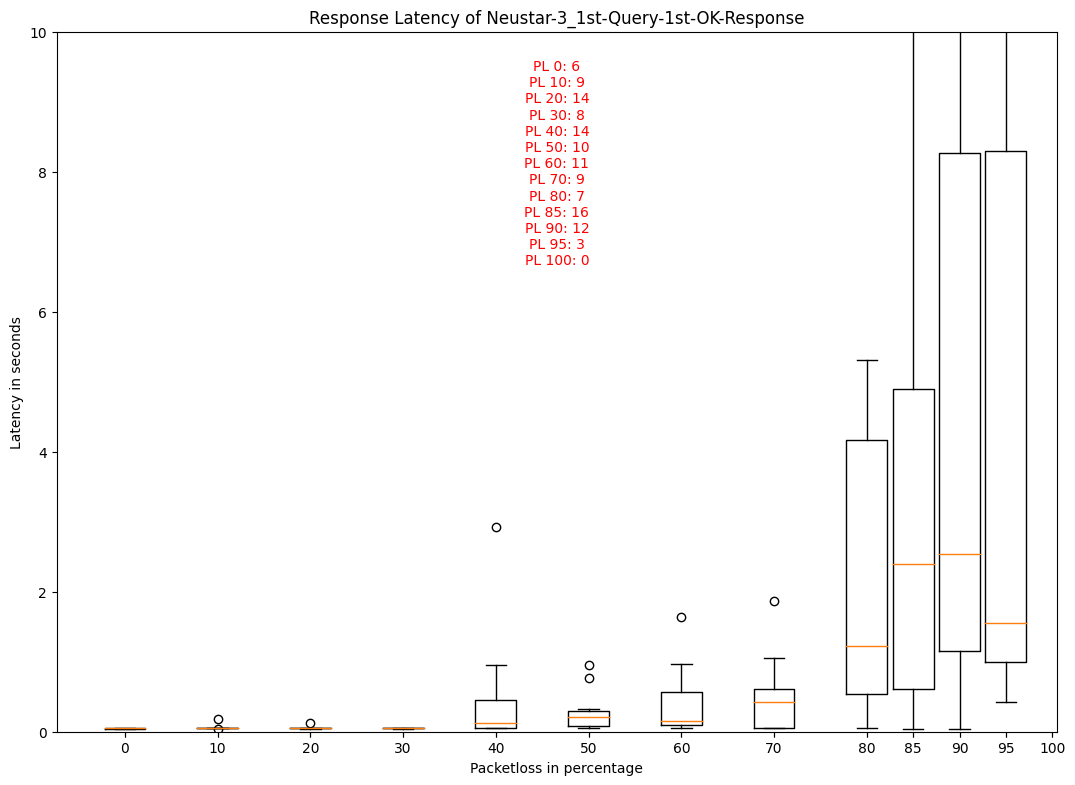 Response Latency of Neustar-3_1st-Query-1st-OK-Response
10
8
6
4
2
0
Latency in seconds
PL 0: 6
PL 10: 9
PL 20: 14
PL 30: 8
PL 40: 14
PL 50: 10
PL 60: 11
PL 70: 9
PL 80: 7
PL 85: 16
PL 90: 12
PL 95: 3
PL 100: 0
0 10 20 30 40 50 60 70 80 85 90 95 100
Packetloss in percentage